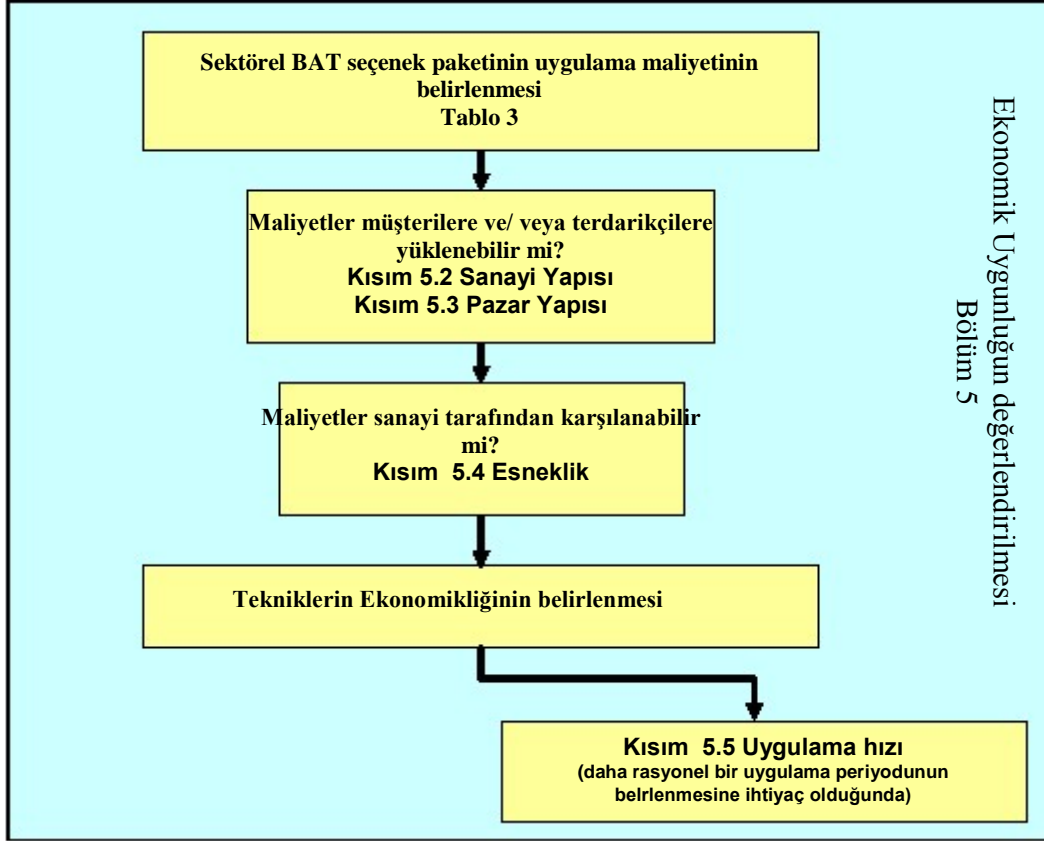 Sektörel BAT seçenek paketinin uygulama maliyetinin
belirlenmesi
Tablo 3
Maliyetler müşterilere ve/ veya terdarikçilere
yüklenebilir mi?
Kısım 5.2 Sanayi Yapısı
Kısım 5.3 Pazar Yapısı
Maliyetler sanayi tarafından karşılanabilir
mi?
Kısım 5.4 Esneklik
Tekniklerin Ekonomikliğinin belirlenmesi
Kısım 5.5 Uygulama hızı
(daha rasyonel bir uygulama periyodunun
belrlenmesine ihtiyaç olduğunda)
Ekonomik Uygunluğun değerlendirilmesi
Bölüm 5